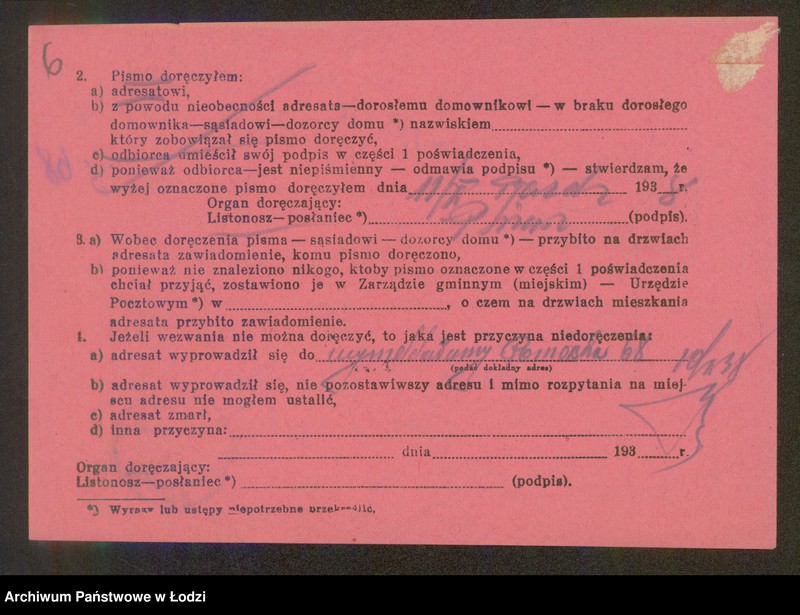 6
2. Pismo doręczyłem:
a) adresatowi,
b) z powodu nieobecności adresata—dorosłemu domownikowi — w braku dorosłego
domownika—sąsiadowi—dozorcy domu *) nazwiskiem
który zobowiązał się pismo doręczyć,
c) odbiorca umieścił swój podpis w części 1 poświadczenia,
d) ponieważ odbiorca—jest niepiśmienny — odmawia podpisu *) — stwierdzam, że
wyżej oznaczone pismo doręczyłem dnia 193 8 r.
Organ doręczający:
Listonosz—posłaniec *) (podpis).
3. a) Wobec doręczenia pisma — sąsiadowi — dozorcy domu *) — przybito na drzwiach
adresata zawiadomienie, komu pismo doręczono,
b) ponieważ nie znaleziono nikogo, ktoby pismo oznaczone w części 1 poświadczenia
chciał przyjąć, zostawiono je w Zarządzie gminnym (miejskim) — Urzędzie
Pocztowym *) w , o czem na drzwiach mieszkania
adresata przybito zawiadomienie.
4. Jeżeli wezwania nie można doręczyć, to jaka jest przyczyna niedoręczenia:
a) adresat wyprowadził się do 68
(podać dokładny adres)
b) adresat wyprowadził się, nie pozostawiwszy adresu i mimo rozpytania na miej-
scu adresu nie mogłem ustalić,
c) adresat zmarł,
d) inna przyczyna:
dnia 193 r.
Organ doręczający:
Listonosz—posłaniec *) (podpis).
*) Wyrazy lub ustępy niepotrzebne przekreślić.
Archiwum Państwowe w Łodzi